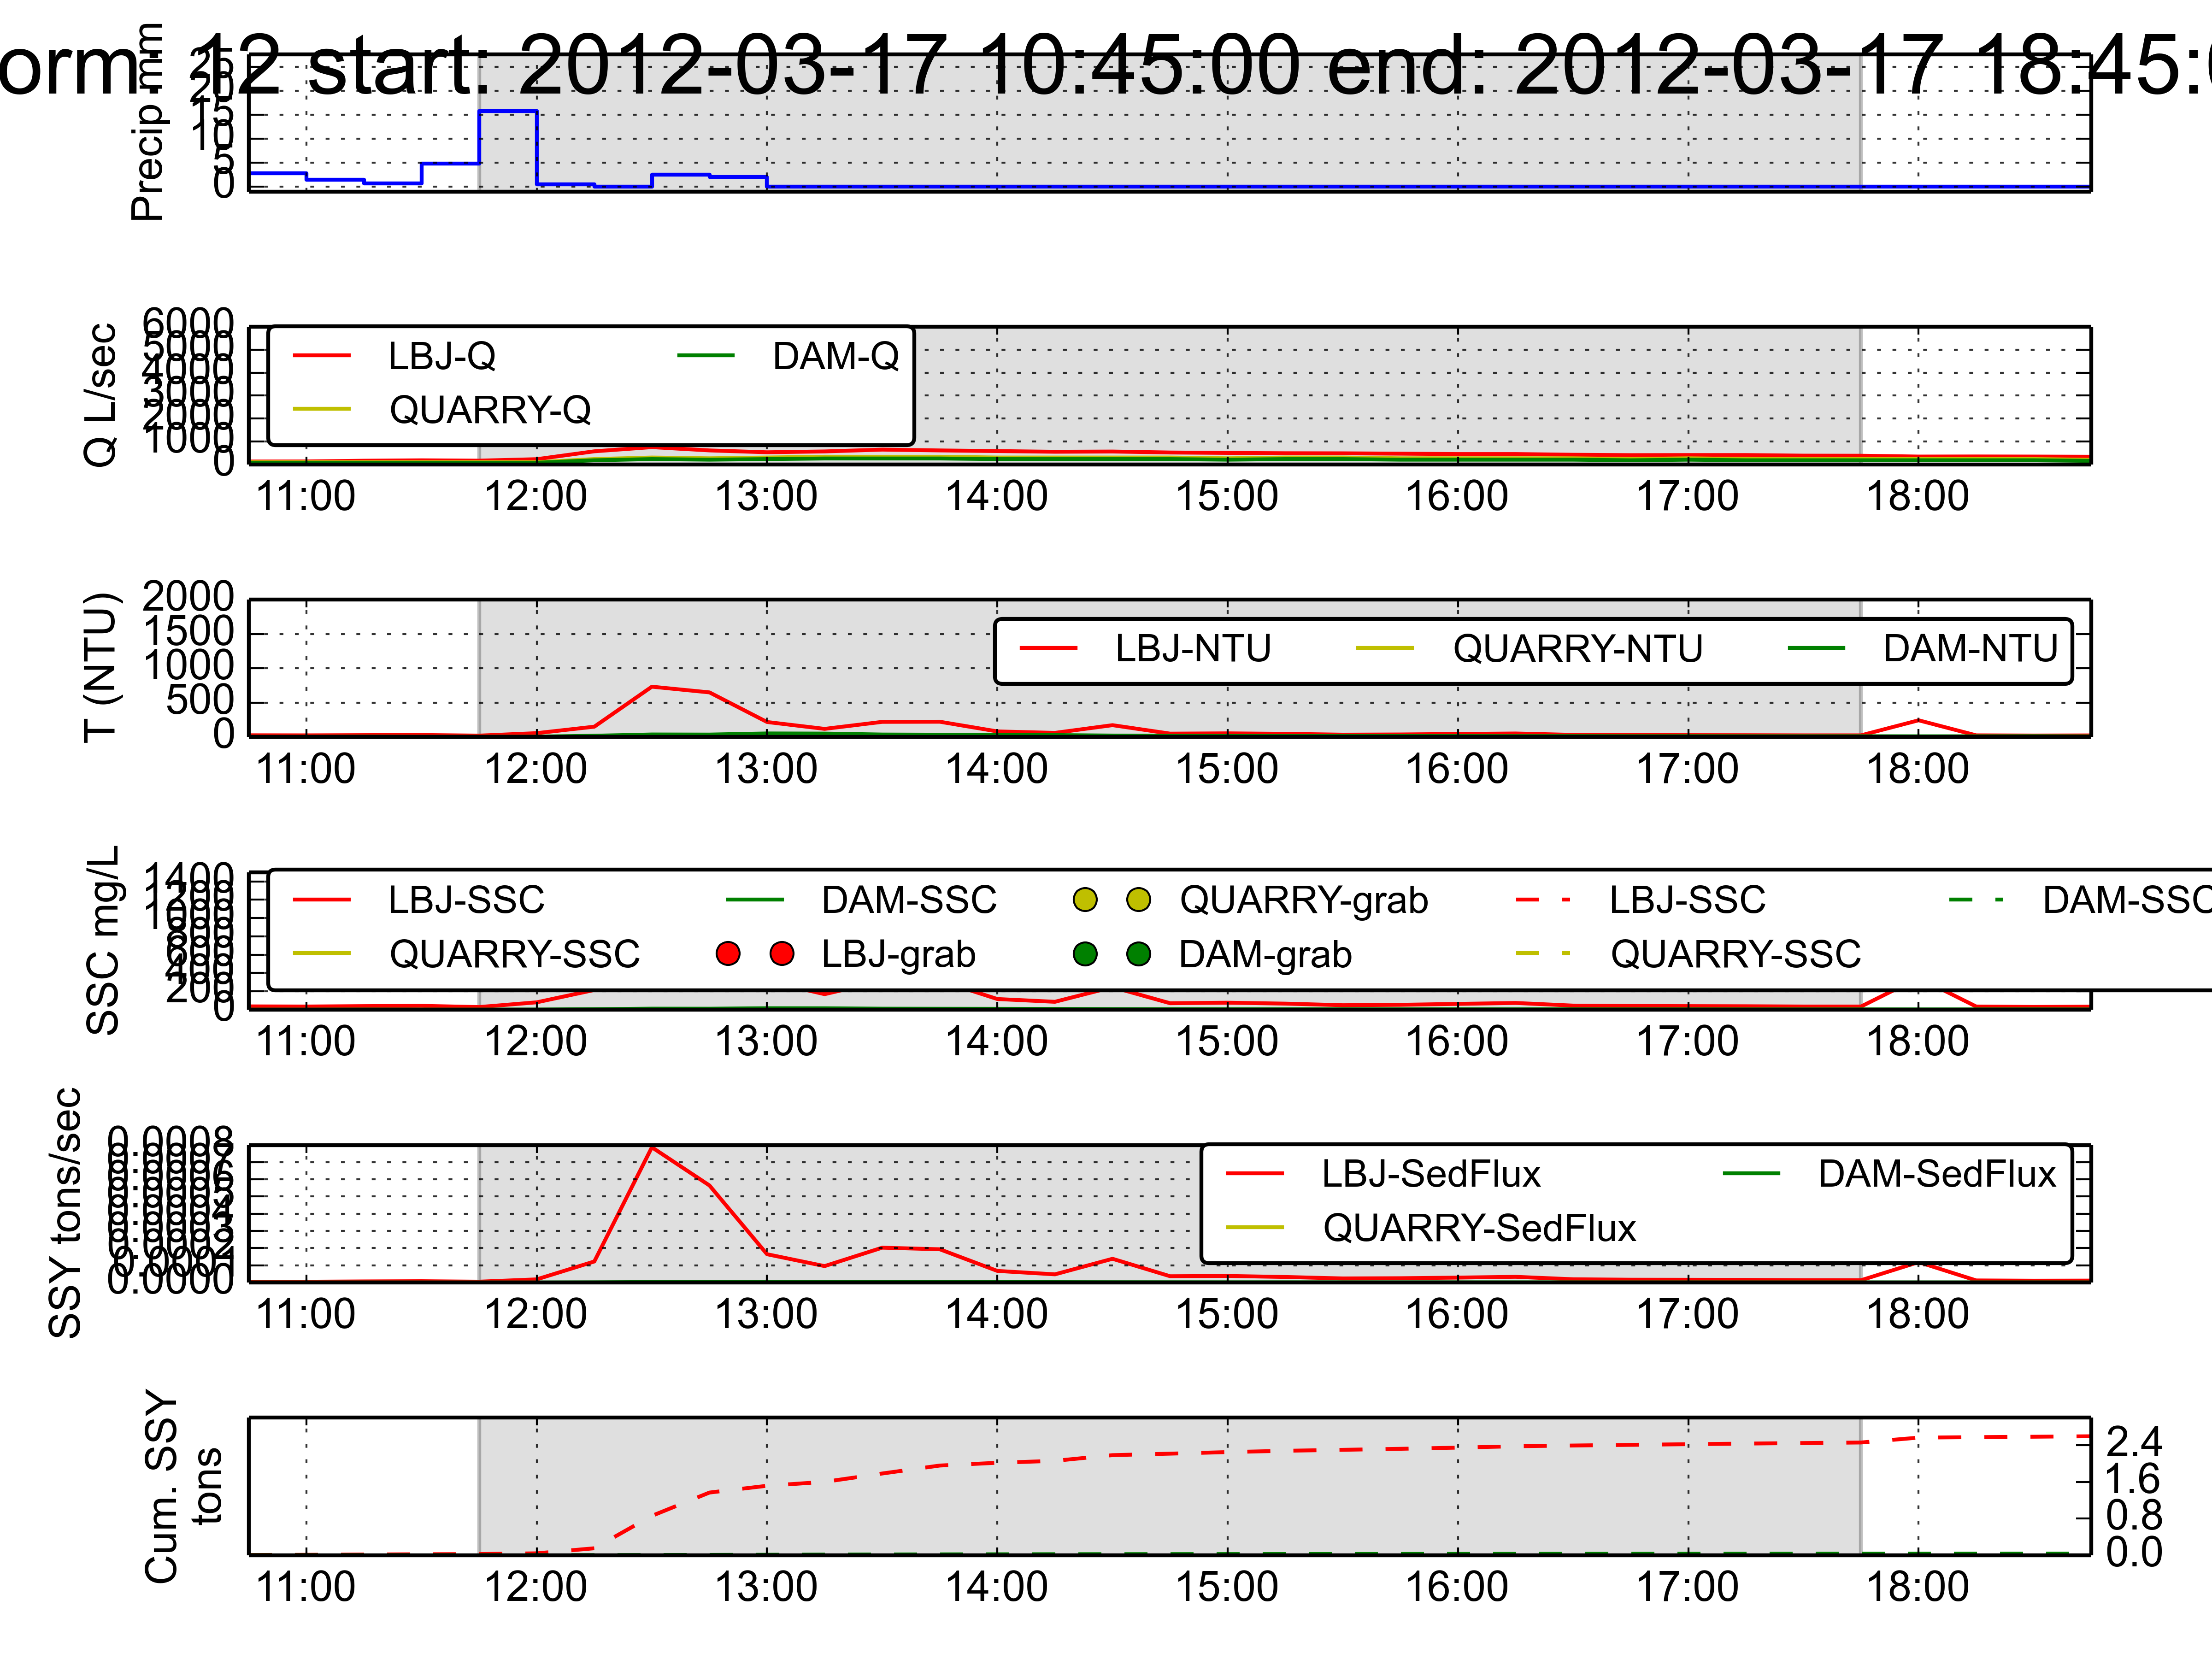 orm- 12 start: 2012-03-17 10:45:00 end: 2012-03-17 18:45:0
Precip mm
25
20
15
10
5
0
Q L/sec
6000
5000
4000
3000
2000
1000
0
LBJ-Q
DAM-Q
QUARRY-Q
11:00 12:00 13:00 14:00 15:00 16:00 17:00 18:00
T (NTU)
2000
1500
1000
500
0
LBJ-NTU QUARRY-NTU DAM-NTU
11:00 12:00 13:00 14:00 15:00 16:00 17:00 18:00
SSC mg/L
1400
1200
1000
800
600
400
200
0
LBJ-SSC DAM-SSC QUARRY-grab LBJ-SSC DAM-SSC
QUARRY-SSC LBJ-grab DAM-grab QUARRY-SSC
11:00 12:00 13:00 14:00 15:00 16:00 17:00 18:00
SSY tons/sec
0.0008
0.0007
0.0006
0.0005
0.0004
0.0003
0.0002
0.0001
0.0000
LBJ-SedFlux DAM-SedFlux
QUARRY-SedFlux
11:00 12:00 13:00 14:00 15:00 16:00 17:00 18:00
Cum. SSY
tons
2.4
1.6
0.8
0.0
11:00 12:00 13:00 14:00 15:00 16:00 17:00 18:00